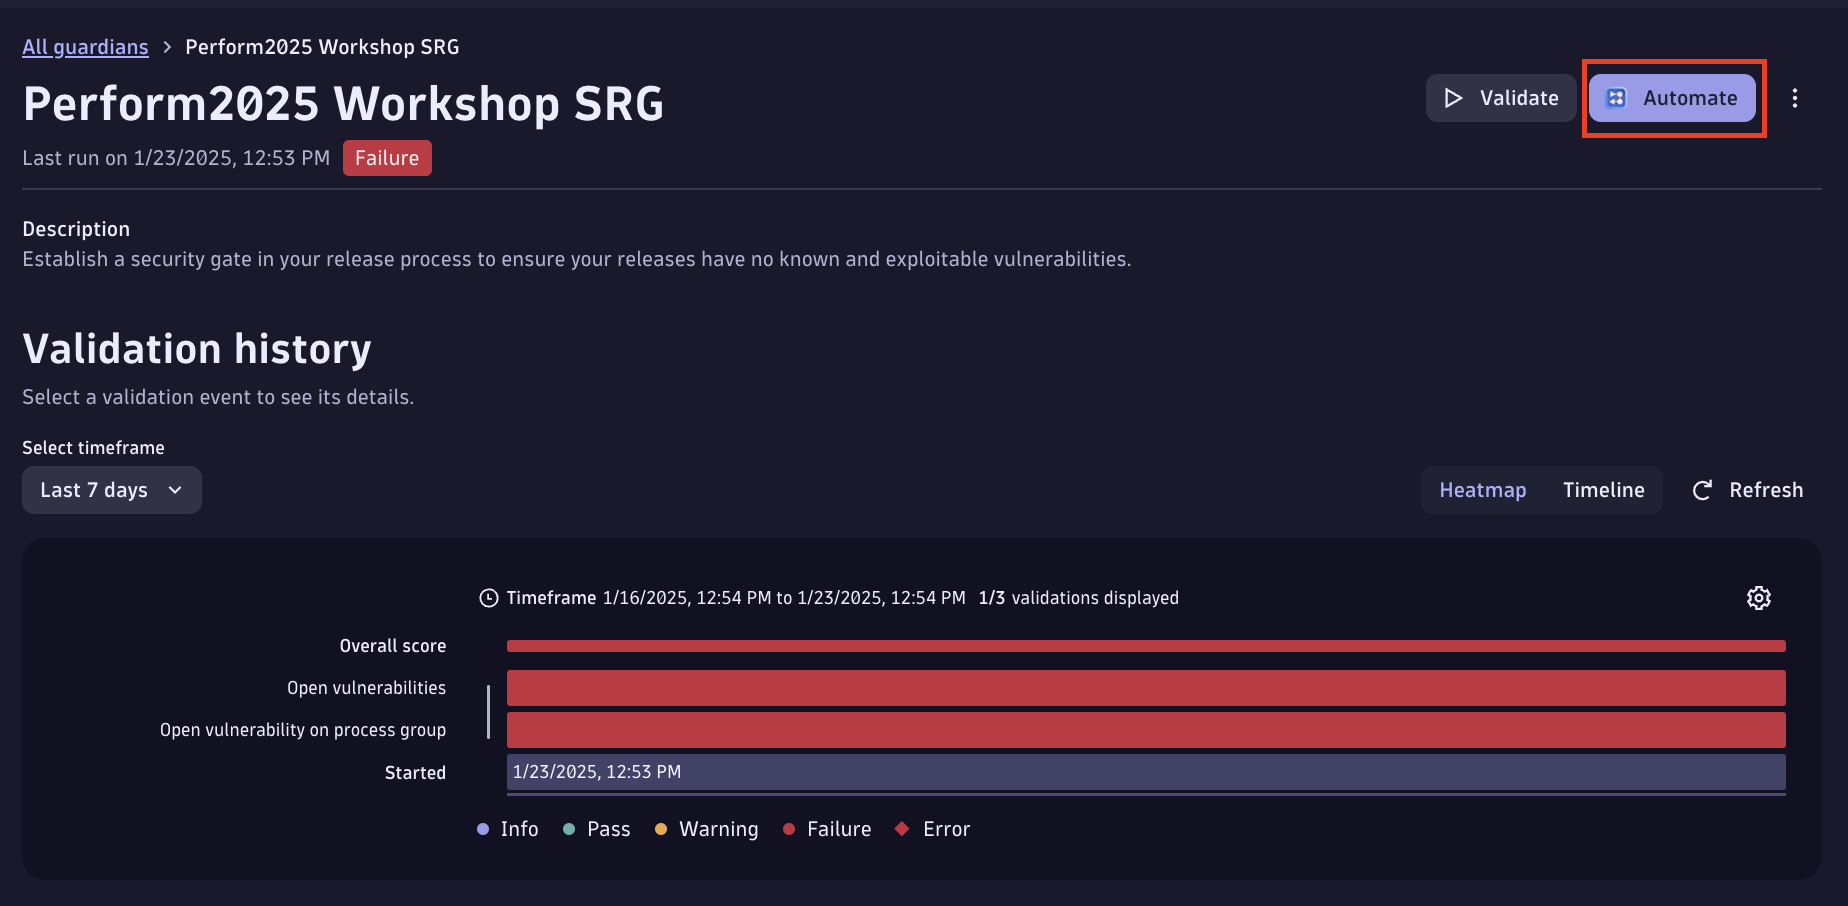 All guardians > Perform2025 Workshop SRG
Perform2025 Workshop SRG
Validate
Automate
Last run on 1/23/2025, 12:53 PM Failure
Description
Establish a security gate in your release process to ensure your releases have no known and exploitable vulnerabilities.
Validation history
Select a validation event to see its details.
Select timeframe
Last 7 days
Heatmap Timeline Refresh
Timeframe 1/16/2025, 12:54 PM to 1/23/2025, 12:54 PM 1/3 validations displayed
Overall score
Open vulnerabilities
Open vulnerability on process group
Started 1/23/2025, 12:53 PM
Info Pass Warning Failure Error